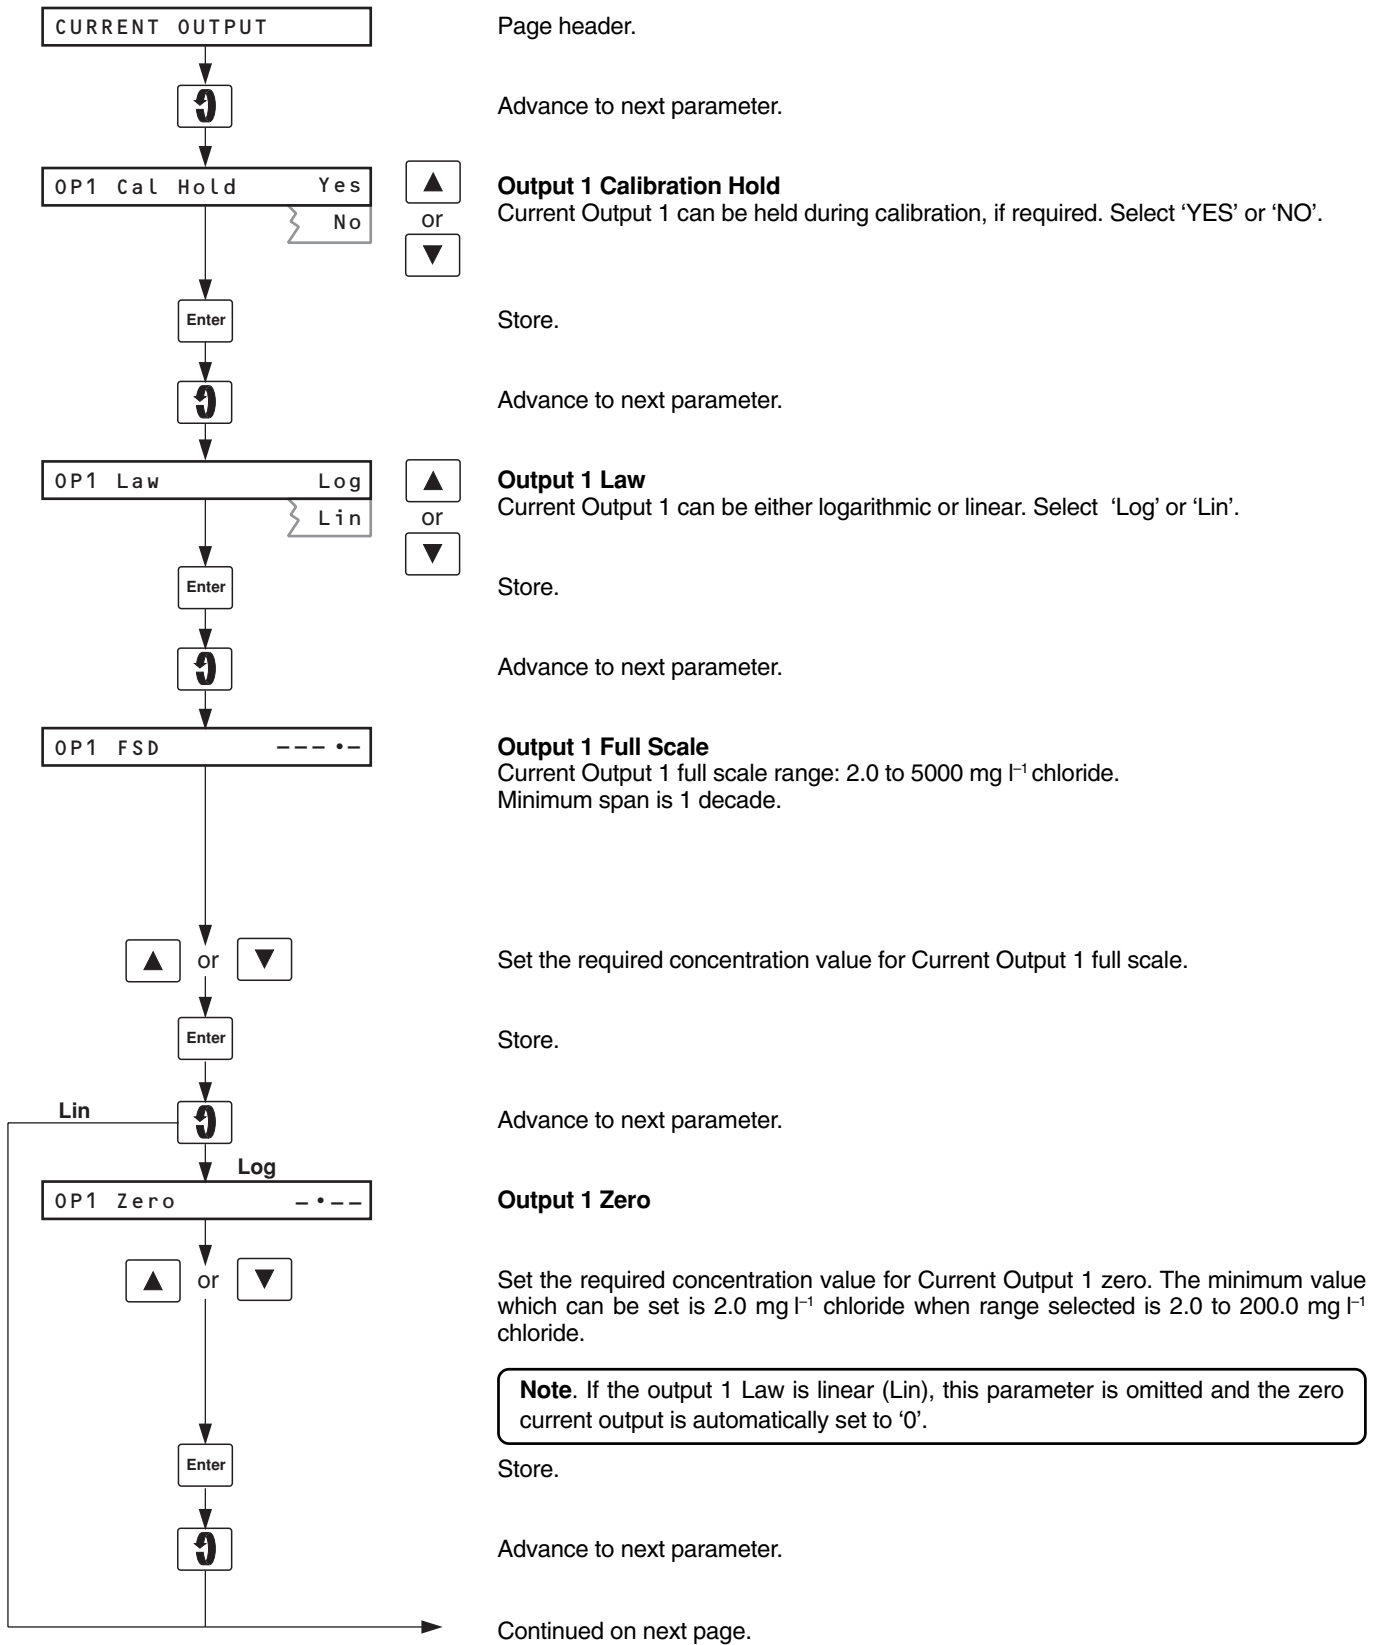 CURRENT OUTPUT
Page header.
Advance to next parameter.
OP1 Cal Hold Yes
No
or
Output 1 Calibration Hold
Current Output 1 can be held during calibration, if required. Select ‘YES’ or ‘NO’.
Enter
Store.
Advance to next parameter.
OP1 Law Log
Lin
or
Output 1 Law
Current Output 1 can be either logarithmic or linear. Select ‘Log’ or ‘Lin’.
Enter
Store.
Advance to next parameter.
OP1 FSD –––•–
Output 1 Full Scale
Current Output 1 full scale range: 2.0 to 5000 mg l⁻¹ chloride.
Minimum span is 1 decade.
or
Set the required concentration value for Current Output 1 full scale.
Enter
Store.
Lin
Advance to next parameter.
Log
OP1 Zero –•––
Output 1 Zero
or
Set the required concentration value for Current Output 1 zero. The minimum value
which can be set is 2.0 mg l⁻¹ chloride when range selected is 2.0 to 200.0 mg l⁻¹
chloride.
Note. If the output 1 Law is linear (Lin), this parameter is omitted and the zero
current output is automatically set to ‘0’.
Enter
Store.
Advance to next parameter.
Continued on next page.